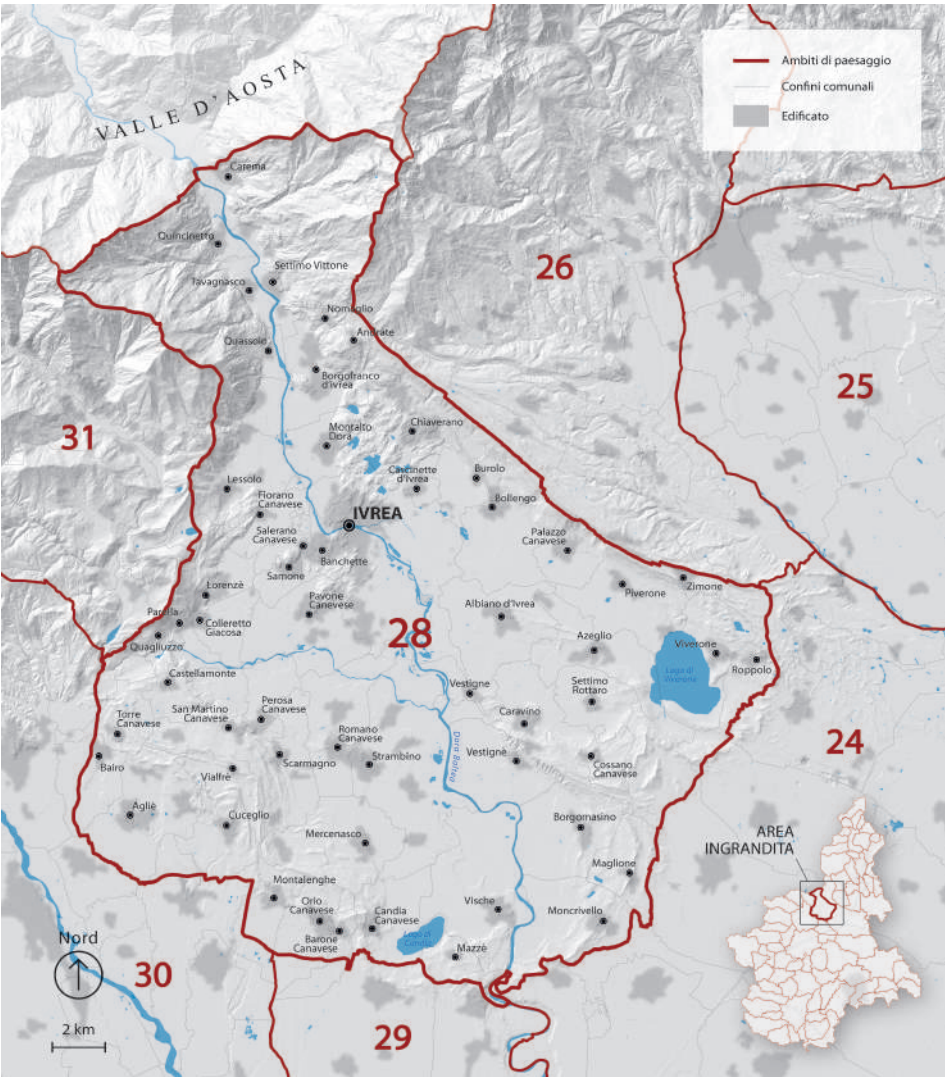 VALLE D'AOSTA
Ambiti di paesaggio
Confini comunali
Edificato
Carema
Quincinetto
Settimo Vittone
Tavagnasco
26
Nomaglio
Andrate
Quassolo
Borgofranco
d'Ivrea
25
31
Chiaverano
Montalto
Dora
Cascinette
d'Ivrea
Burolo
Lessolo
Fiorano
Canavese
Bollengo
IVREA
Salerano
Canavese
Palazzo
Canavese
Banchette
Samone
Zimone
Piverone
Lorenzè
Pavone
Canevese
Albiano d'Ivrea
Parella
Colleretto
Giacosa
28
Quagliuzzo
Azeglio
Viverone
Roppolo
Lago di
Viverone
Castellamonte
Vestigne
Settimo
Rottaro
Torre
Canavese
San Martino
Canavese
Perosa
Canavese
Caravino
Romano
Canavese
Dora Baltea
24
Bairo
Vialfrè
Scarmagno
Strambino
Vestignè
Cossano
Canavese
Agliè
Cuceglio
Mercenasco
Borgomasino
AREA
INGRANDITA
Maglione
Montalenghe
Orio
Canavese
Candia
Canavese
Vische
Moncrivello
Barone
Canavese
Lago di
Candia
Mazzè
Nord
30
2 km
29